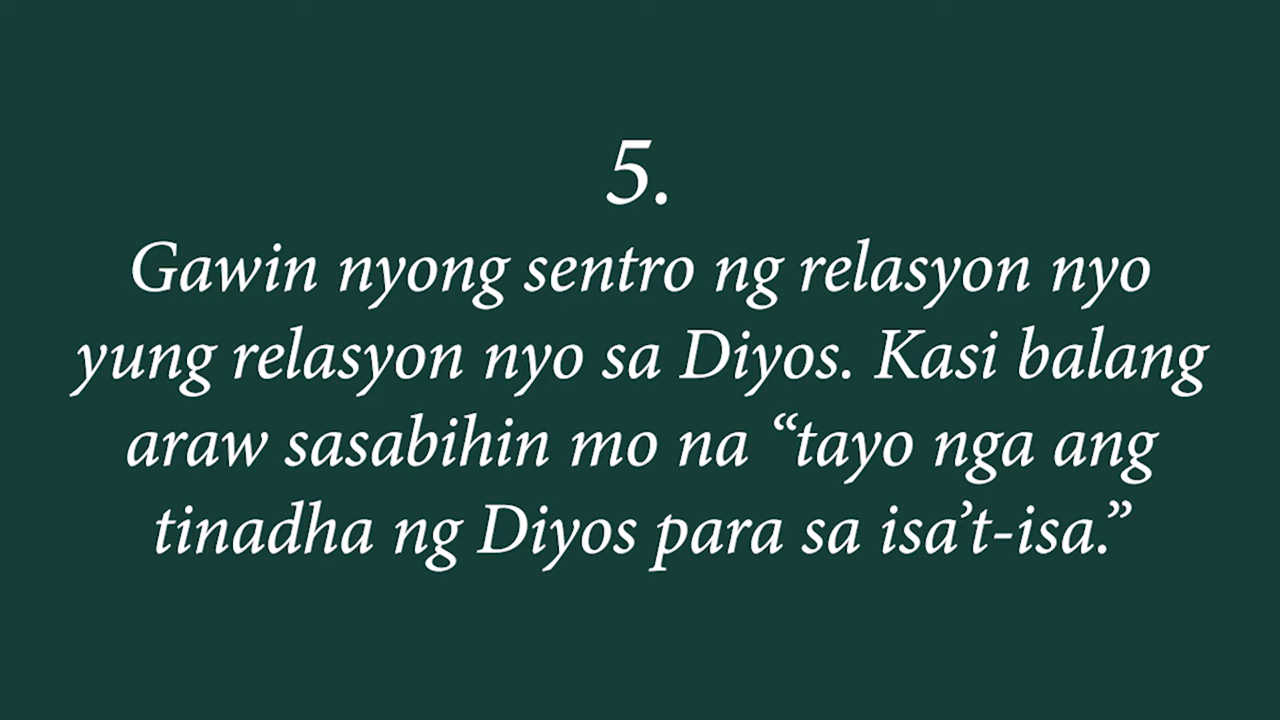 5.
Gawin nyong sentro ng relasyon nyo
yung relasyon nyo sa Diyos. Kasi balang
araw sasabihin mo na “tayo nga ang
tinadha ng Diyos para sa isa’t-isa.”